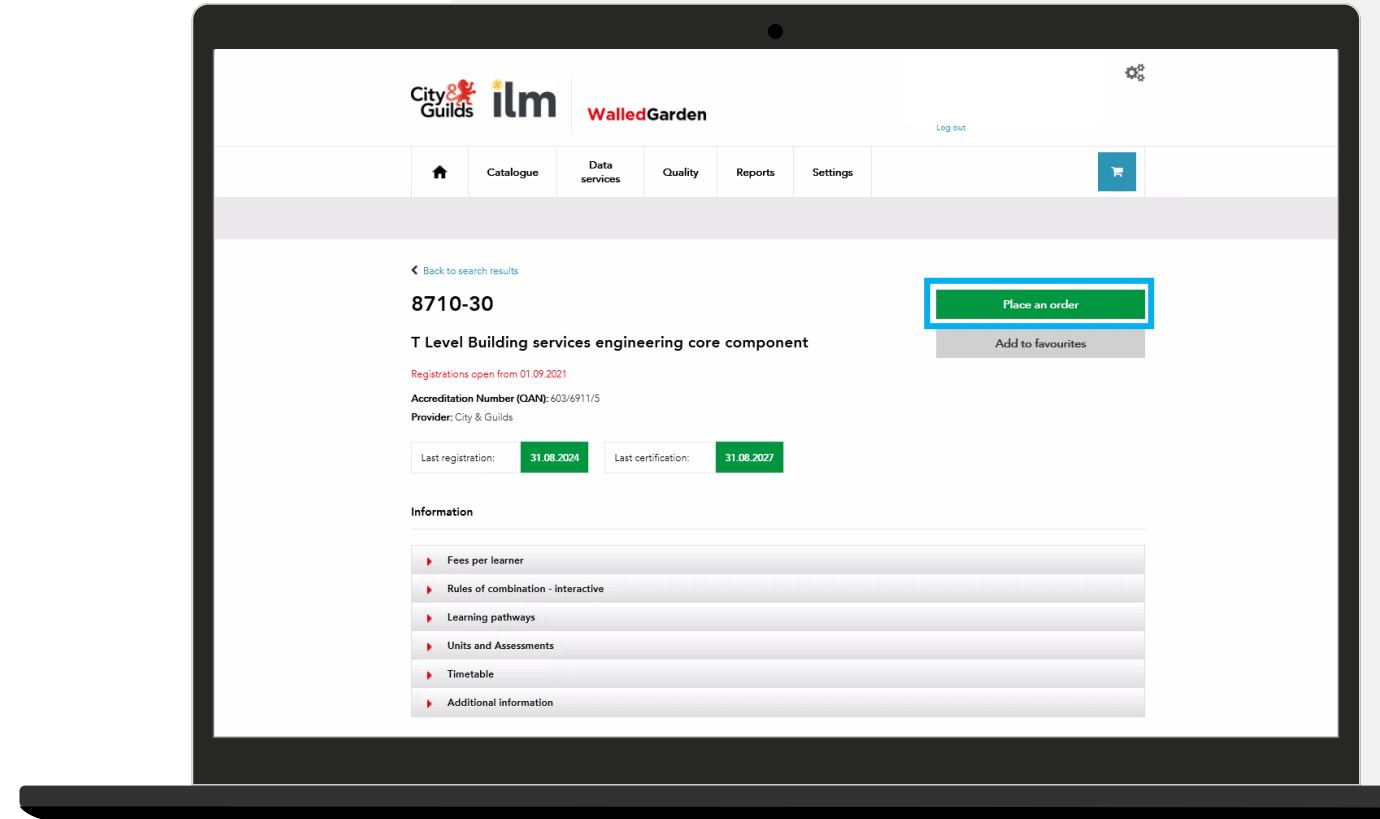 City & Guilds
ilm
WalledGarden
Log out
Catalogue
Data services
Quality
Reports
Settings
Back to search results
8710-30
Place an order
T Level Building services engineering core component
Add to favourites
Registrations open from 01.09.2021
Accreditation Number (QAN): 603/6911/5
Provider: City & Guilds
Last registration: 31.08.2024 Last certification: 31.08.2027
Information
Fees per learner
Rules of combination - interactive
Learning pathways
Units and Assessments
Timetable
Additional information